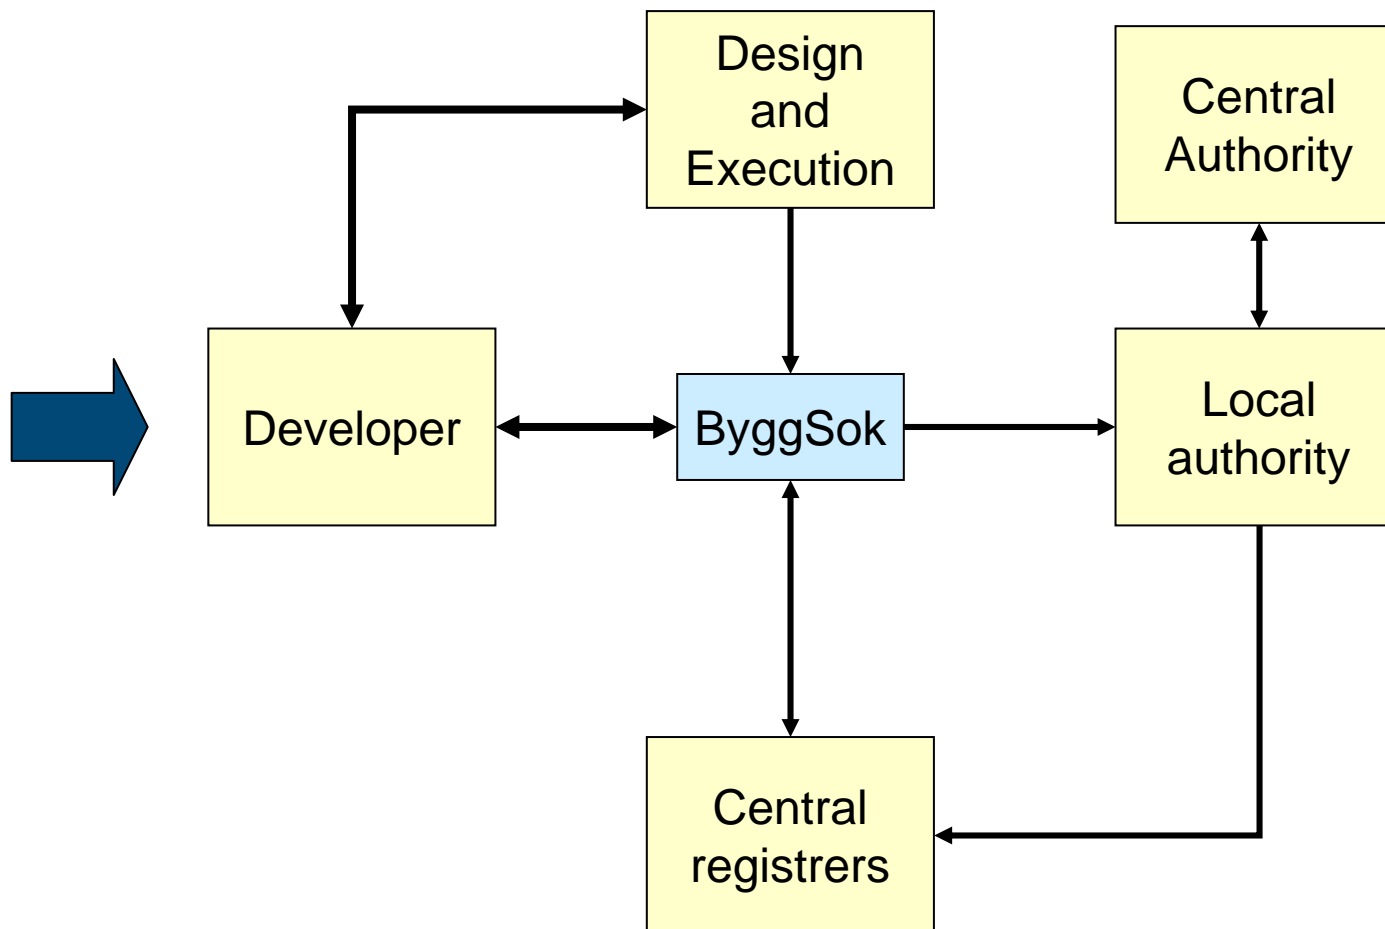 Design
and
Execution
Central
Authority
Developer
ByggSok
Local
authority
Central
registrers